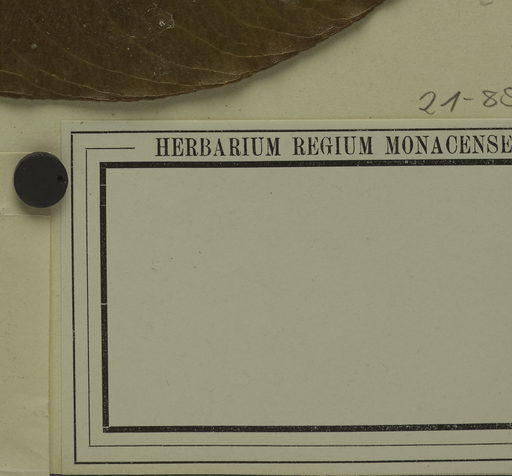 21-88
HERBARIUM REGIUM MONACENSE